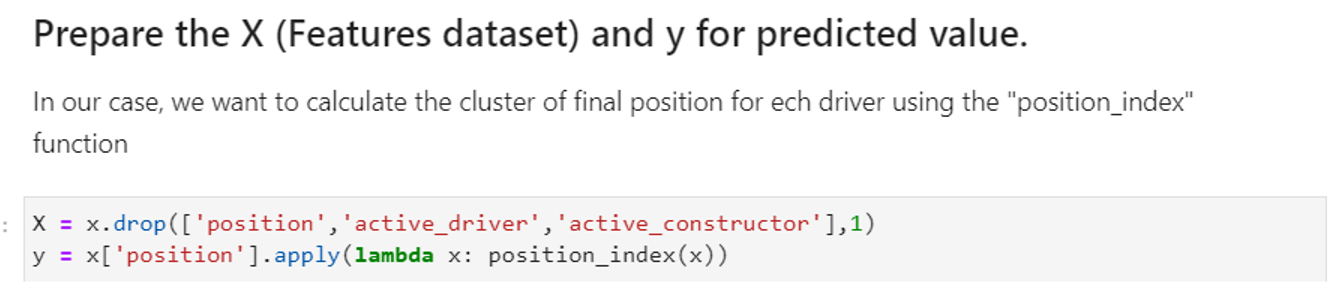 Prepare the X (Features dataset) and y for predicted value.
In our case, we want to calculate the cluster of final position for ech driver using the "position_index"
function
: X = x.drop(['position','active_driver','active_constructor'],1)
y = x['position'].apply(lambda x: position_index(x))